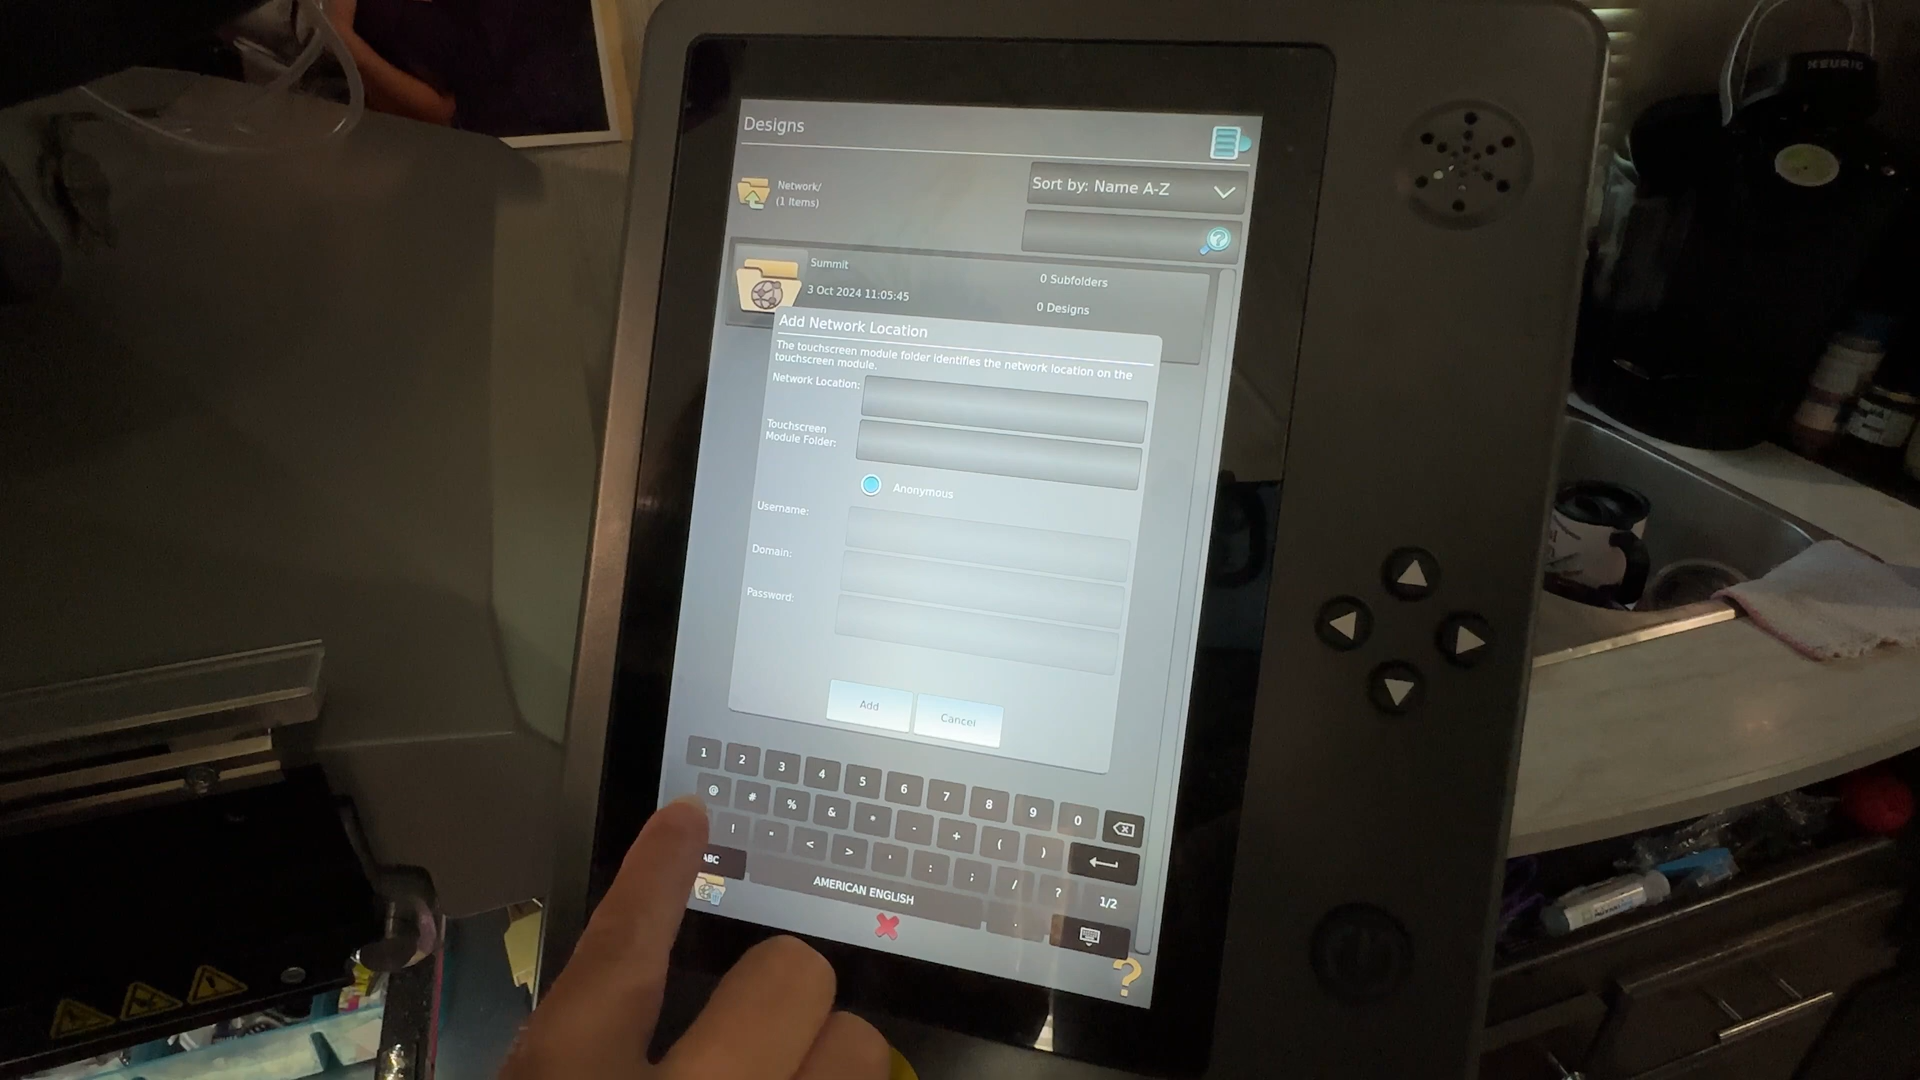 KEURIG
Designs
Network/
(1 Items)
Sort by: Name A-Z
Summit
3 Oct 2024 11:05:45
0 Subfolders
0 Designs
Add Network Location
The touchscreen module folder identifies the network location on the
touchscreen module.
Network Location:
Touchscreen
Module Folder:
Anonymous
Username:
Domain:
Password:
Add
Cancel
1 2 3 4 5 6 7 8 9 0
@ # % & * - + ( )
! " < > ' : ; / ? 1/2
ABC
AMERICAN ENGLISH
.
?